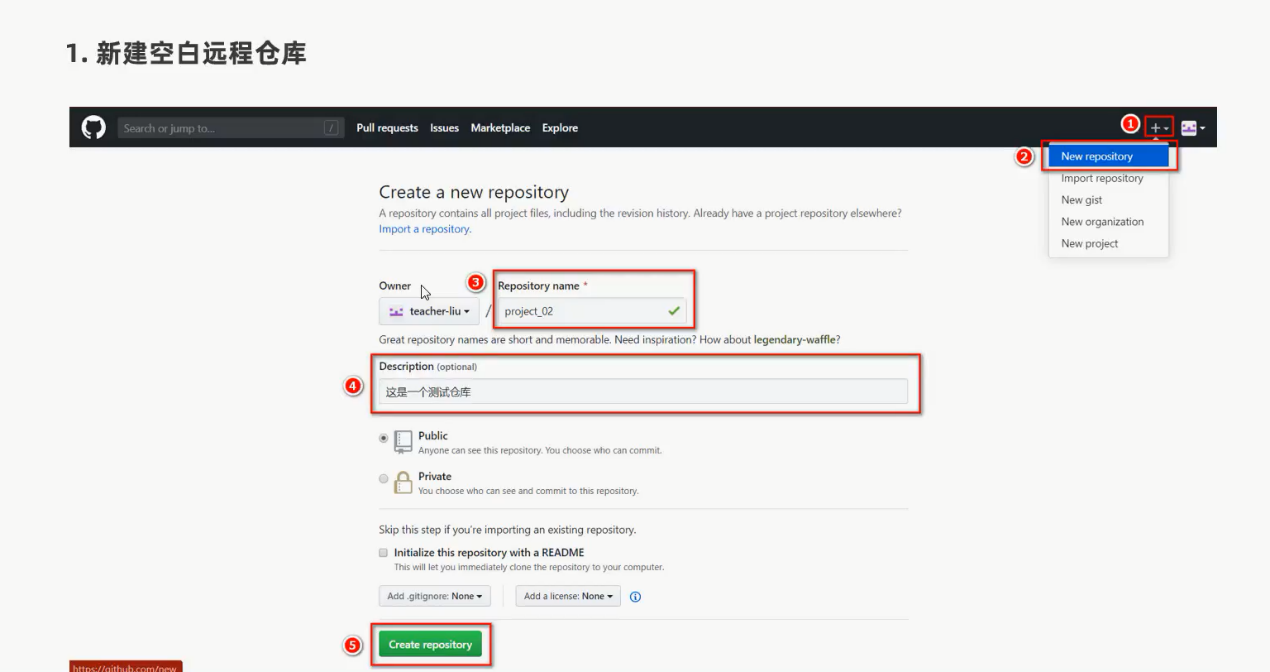 1. 新建空白远程仓库
Search or jump to... / Pull requests Issues Marketplace Explore
1
2 New repository
Import repository
New gist
New organization
New project
Create a new repository
A repository contains all project files, including the revision history. Already have a project repository elsewhere?
Import a repository.
Owner 3 Repository name *
teacher-liu / project_02
Great repository names are short and memorable. Need inspiration? How about legendary-waffle?
Description (optional)
4 这是一个测试仓库
Public
Anyone can see this repository. You choose who can commit.
Private
You choose who can see and commit to this repository.
Skip this step if you're importing an existing repository.
Initialize this repository with a README
This will let you immediately clone the repository to your computer.
Add .gitignore: None Add a license: None
5 Create repository
https://github.com/new